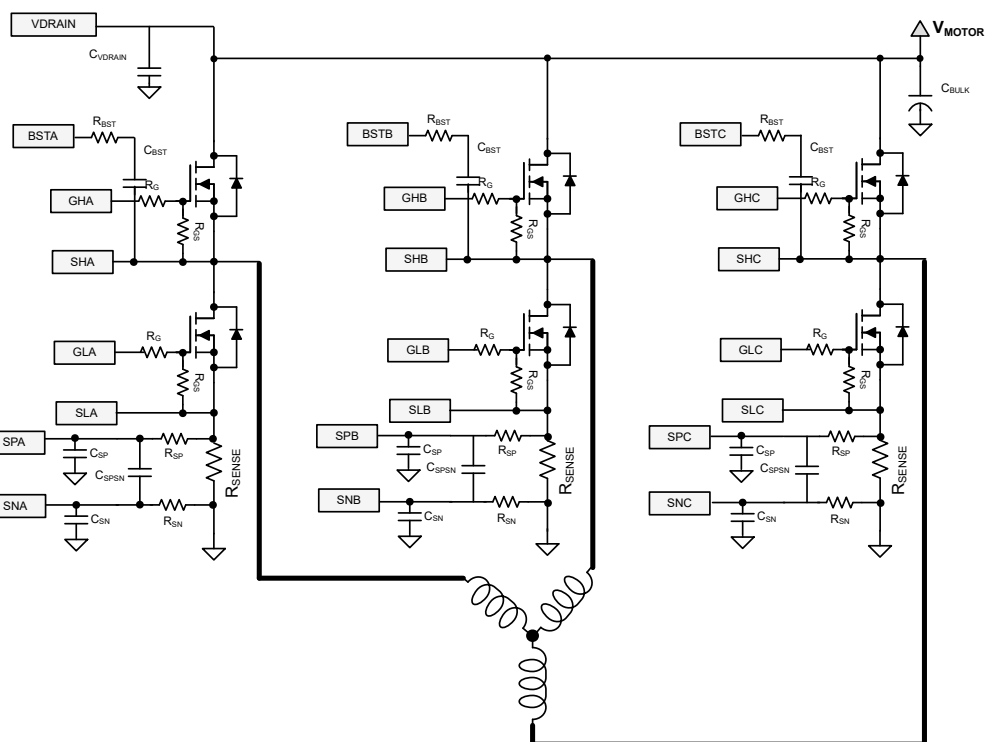 VDRAIN
VMOTOR
CVDRAIN
CBULK
RBST
RBST
RBST
BSTA
BSTB
BSTC
CBST
CBST
CBST
RG
RG
RG
GHA
GHB
GHC
RGS
RGS
RGS
SHA
SHB
SHC
RG
RG
RG
GLA
GLB
GLC
RGS
RGS
RGS
SLA
SLB
SLC
SPA
SPB
SPC
CSP
RSP
CSP
RSP
CSP
RSP
CSPSN
CSPSN
CSPSN
RSENSE
RSENSE
RSENSE
SNA
SNB
SNC
CSN
RSN
CSN
RSN
CSN
RSN